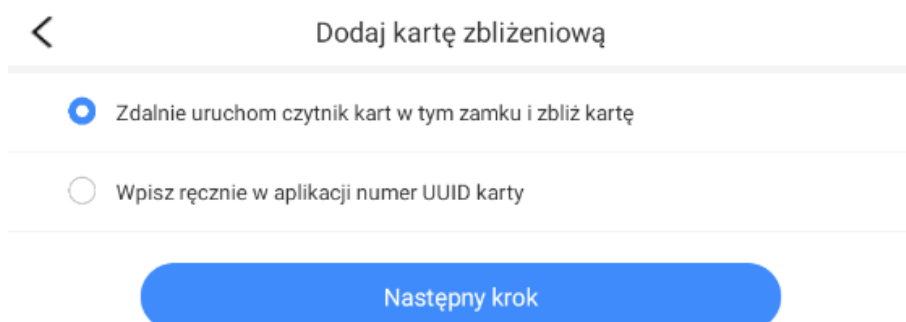 Dodaj kartę zbliżeniową
Zdalnie uruchom czytnik kart w tym zamku i zbliż kartę
Wpisz ręcznie w aplikacji numer UUID karty
Następny krok